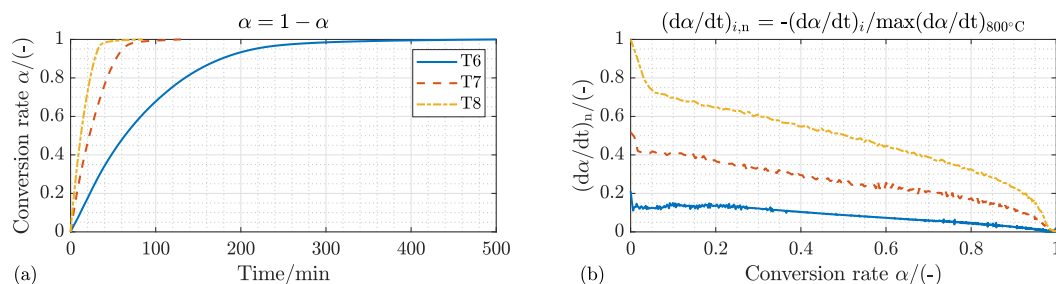 α = 1 − α
Conversion rate α/(-)
1
0.8
0.6
0.4
0.2
0
0 100 200 300 400 500
Time/min
T6
T7
T8
(a)
(dα/dt)i,n = -(dα/dt)i/max(dα/dt)800°C
(dα/dt)n/(-)
1
0.8
0.6
0.4
0.2
0
0 0.2 0.4 0.6 0.8 1
Conversion rate α/(-)
(b)